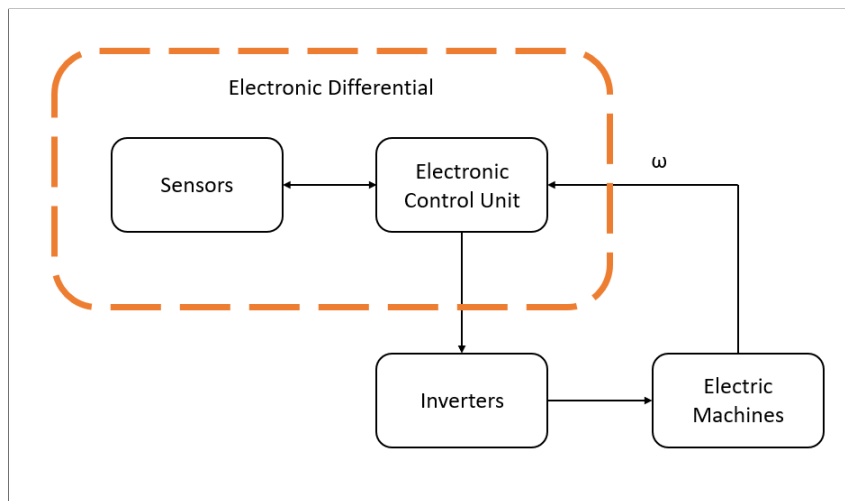 Electronic Differential
Sensors
Electronic
Control Unit
ω
Inverters
Electric
Machines